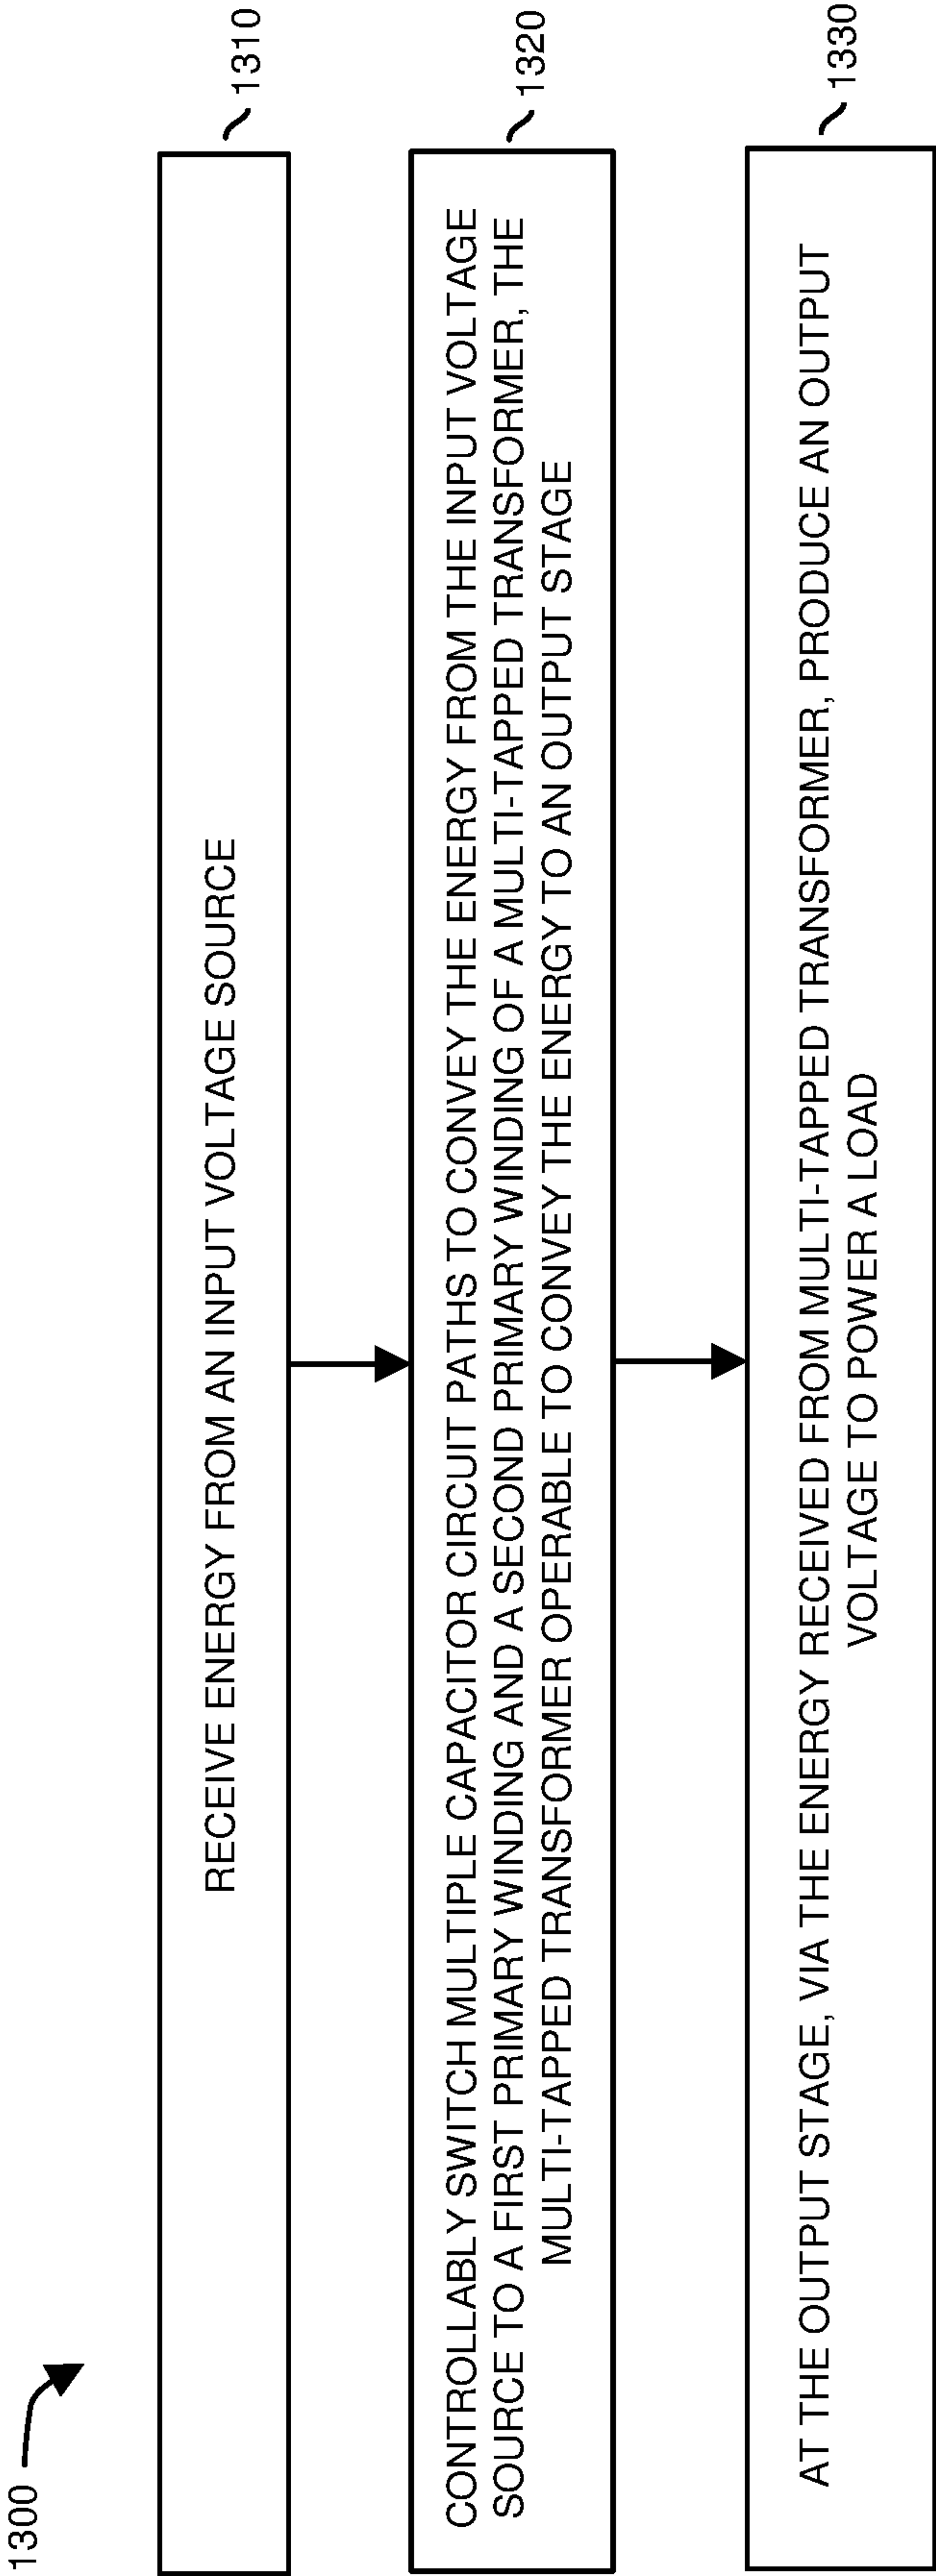 1300
RECEIVE ENERGY FROM AN INPUT VOLTAGE SOURCE
1310
CONTROLLABLY SWITCH MULTIPLE CAPACITOR CIRCUIT PATHS TO CONVEY THE ENERGY FROM THE INPUT VOLTAGE
SOURCE TO A FIRST PRIMARY WINDING AND A SECOND PRIMARY WINDING OF A MULTI-TAPPED TRANSFORMER, THE
MULTI-TAPPED TRANSFORMER OPERABLE TO CONVEY THE ENERGY TO AN OUTPUT STAGE
1320
AT THE OUTPUT STAGE, VIA THE ENERGY RECEIVED FROM MULTI-TAPPED TRANSFORMER, PRODUCE AN OUTPUT
VOLTAGE TO POWER A LOAD
1330